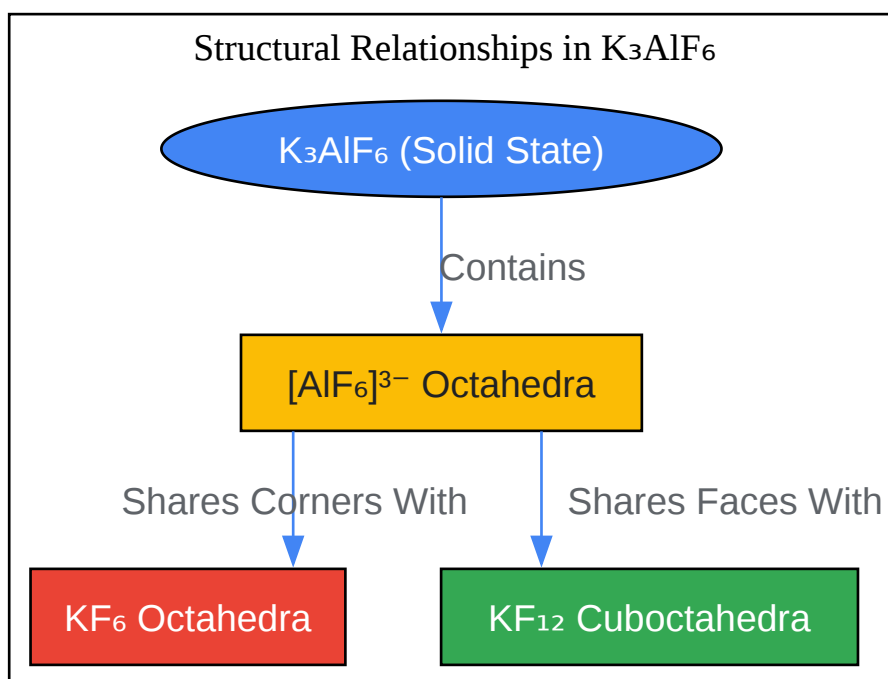 Structural Relationships in K₃AlF₆
K₃AlF₆ (Solid State)
Contains
[AlF₆]³⁻ Octahedra
Shares Corners With
Shares Faces With
KF₆ Octahedra
KF₁₂ Cuboctahedra